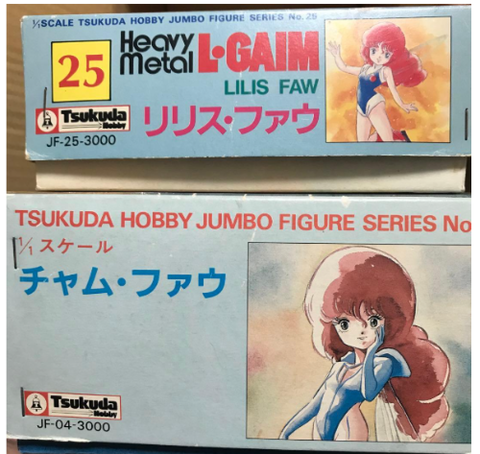 1/1SCALE TSUKUDA HOBBY JUMBO FIGURE SERIES No.25
25
Heavy Metal L·GAIM
LILIS FAW
リリス・ファウ
Tsukuda Hobby
JF-25-3000
TSUKUDA HOBBY JUMBO FIGURE SERIES No
1/1スケール
チャム・ファウ
Tsukuda Hobby
JF-04-3000